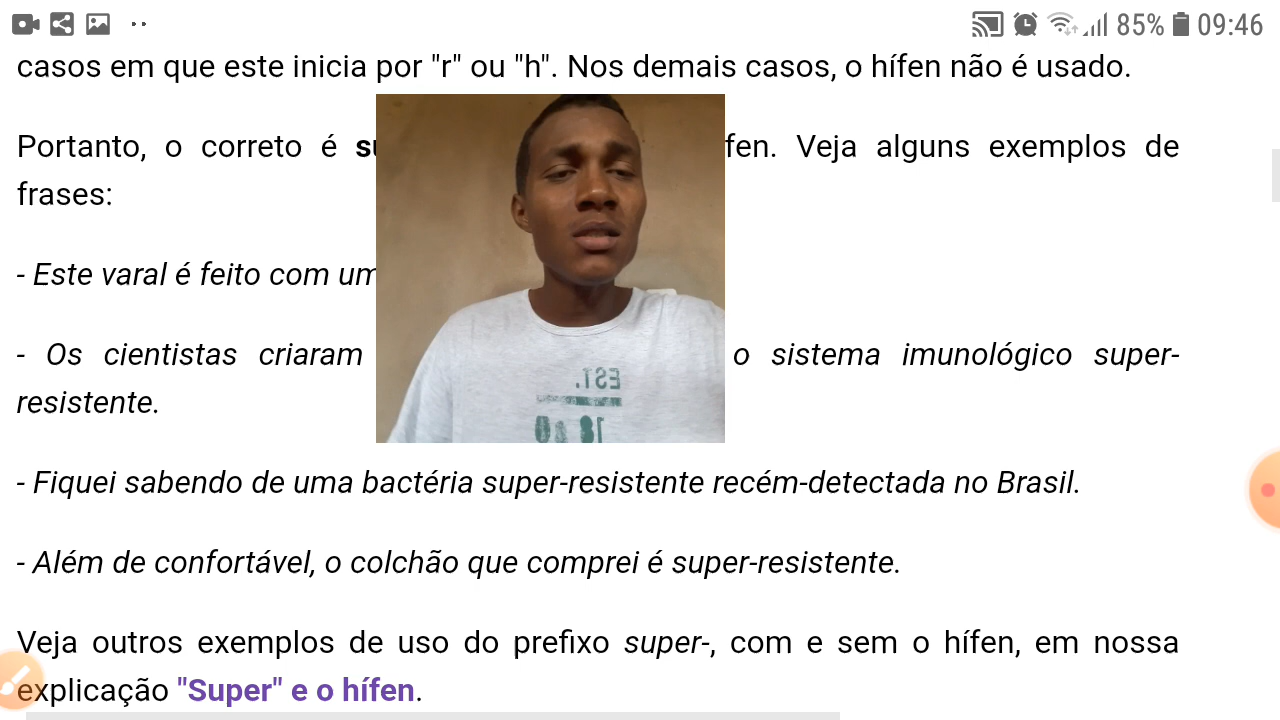 85% 09:46
casos em que este inicia por "r" ou "h". Nos demais casos, o hífen não é usado.
Portanto, o correto é fen. Veja alguns exemplos de
frases:
- Este varal é feito com um
- Os cientistas criaram o sistema imunológico super-
resistente.
EST.
- Fiquei sabendo de uma bactéria super-resistente recém-detectada no Brasil.
- Além de confortável, o colchão que comprei é super-resistente.
Veja outros exemplos de uso do prefixo super-, com e sem o hífen, em nossa
explicação "Super" e o hífen.